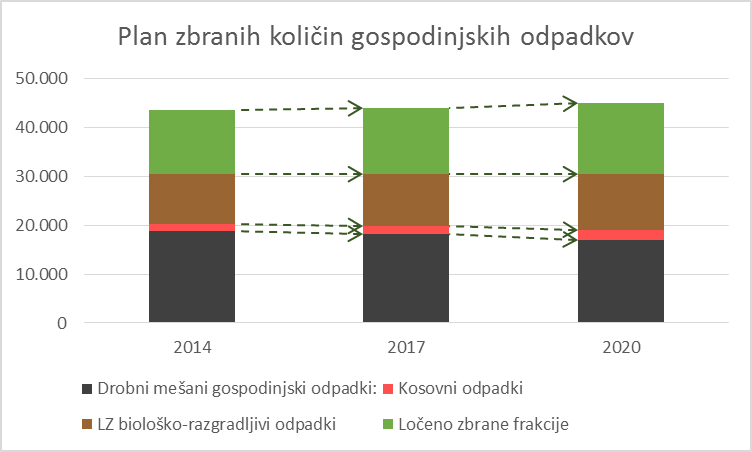 Plan zbranih količin gospodinjskih odpadkov
50.000
40.000
30.000
20.000
10.000
0
2014 2017 2020
Drobni mešani gospodinjski odpadki: Kosovni odpadki
LZ biološko-razgradljivi odpadki Ločeno zbrane frakcije